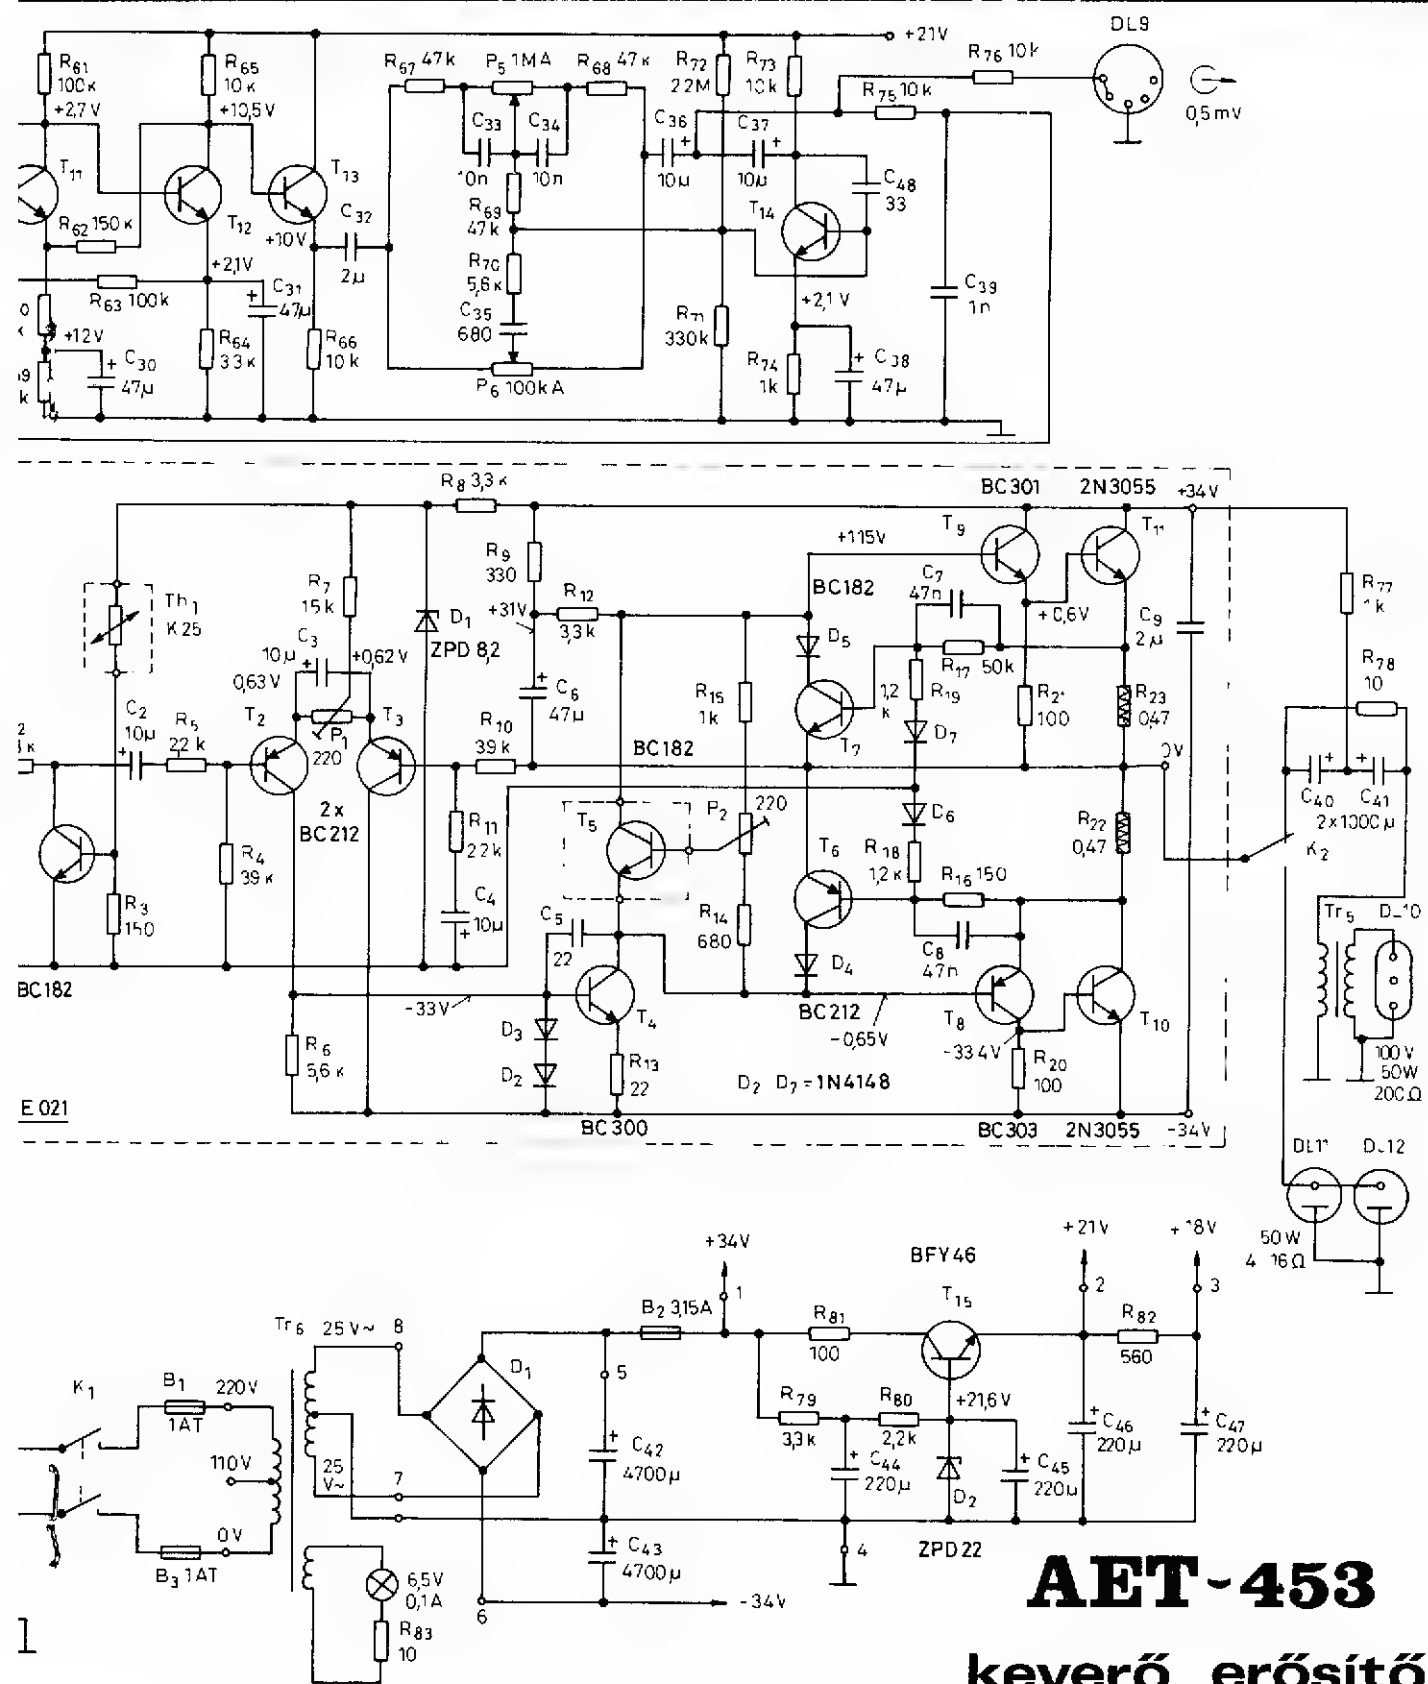 DL9
+21V
R76 10k
R61 100k
R65 10k
R67 47k
P5 1MA
R68 47k
R72 22M
R73 10k
R75 10k
0,5mV
+2,7V
+10,5V
C33 10n
C34 10n
C36 10µ
C37 10µ
T11
T12
T13
T14
C48 33
R62 150k
C32 2µ
R69 47k
+10V
+2,1V
R63 100k
C31 47µ
R70 5,6k
C35 680
R71 330k
+2,1V
C39 1n
+12V
C30 47µ
R64 33k
R66 10k
P6 100kA
R74 1k
C38 47µ
R8 3,3k
BC301
2N3055
+34V
T9
T11
R9 330
+115V
Th1 K25
R7 15k
D1
ZPD 8,2
+31V
R12 3,3k
BC182
C7 47n
+0,6V
C9 2µ
R77 1k
C3 10µ
+0,62V
0,63V
D5
R17 50k
R78 10
C6 47µ
R15 1k
1,2k R19
R21 100
R23 0,47
C2 10µ
R5 22k
T2
P1 220
T3
R10 39k
BC182
T7
D7
0V
2x BC212
T5
P2 220
D6
R22 0,47
C40
C41
2x1000µ
K2
R11 22k
T6
R18 1,2k
R16 150
R4 39k
R3 150
C4 10µ
C5 22
R14 680
C8 47n
Tr5
BC182
-33V
T4
D4
BC212
-0,65V
T8
T10
-33 4V
R6 5,6k
D3
D2
R13 22
R20 100
D2 D7 = 1N4148
100V
50W
200Ω
E 021
BC300
BC303
2N3055
-34V
50W
4 16Ω
+34V
BFY46
+21V
+18V
1
2
3
Tr6
25V~
8
B2 3,15A
R81 100
T15
R82 560
K1
B1 1AT
220V
D1
5
R79 3,3k
R80 2,2k
+21,6V
C42 4700µ
C44 220µ
C45 220µ
C46 220µ
C47 220µ
110V
25V~
7
D2
ZPD22
0V
B3 1AT
C43 4700µ
4
6,5V
0,1A
6
-34V
R83 10
AET-453
keverő erősítő